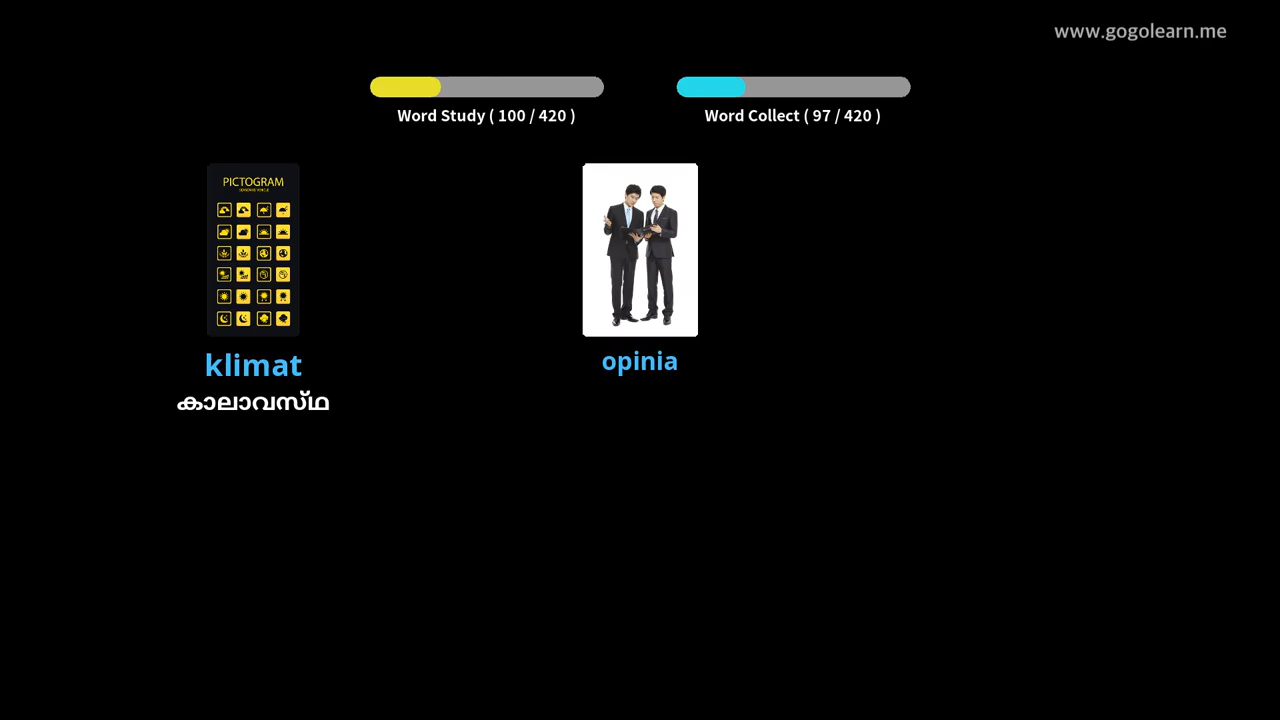 www.gogolearn.me
Word Study ( 100 / 420 )
Word Collect ( 97 / 420 )
PICTOGRAM
klimat
കാലാവസ്ഥ
opinia